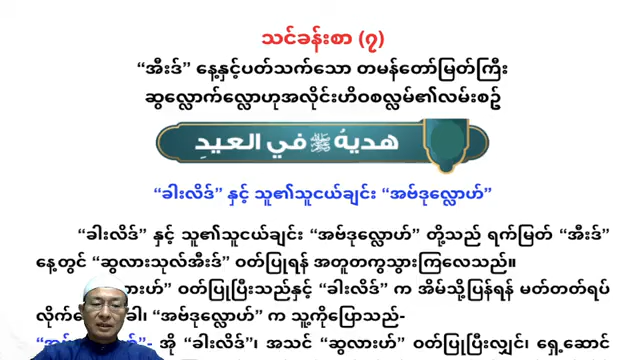 သင်ခန်းစာ (၇)
“အီးဒ်” နေ့နှင့်ပတ်သက်သော တမန်တော်မြတ်ကြီး
ဆွလ္လောက်လ္လောဟုအလိုင်းဟိဝစလ္လမ်၏လမ်းစဥ်
هديه ﷺ في العيدِ
“ခါးလိဒ်” နှင့် သူ၏သူငယ်ချင်း “အဗ်ဒုလ္လောဟ်”
“ခါးလိဒ်” နှင့် သူ၏သူငယ်ချင်း “အဗ်ဒုလ္လောဟ်” တို့သည် ရက်မြတ် “အီးဒ်”
နေ့တွင် “ဆွလားသုလ်အီးဒ်” ဝတ်ပြုရန် အတူတကွသွားကြလေသည်။
ဝတ်ပြုပြီးသည်နှင့် “ခါးလိဒ်” က အိမ်သို့ပြန်ရန် မတ်တတ်ရပ်
“အဗ်ဒုလ္လောဟ်” က သူ့ကိုပြောသည်-
အို “ခါးလိဒ်”၊ အသင် “ဆွလားဟ်” ဝတ်ပြုပြီးလျှင်၊ ရှေ့ဆောင်